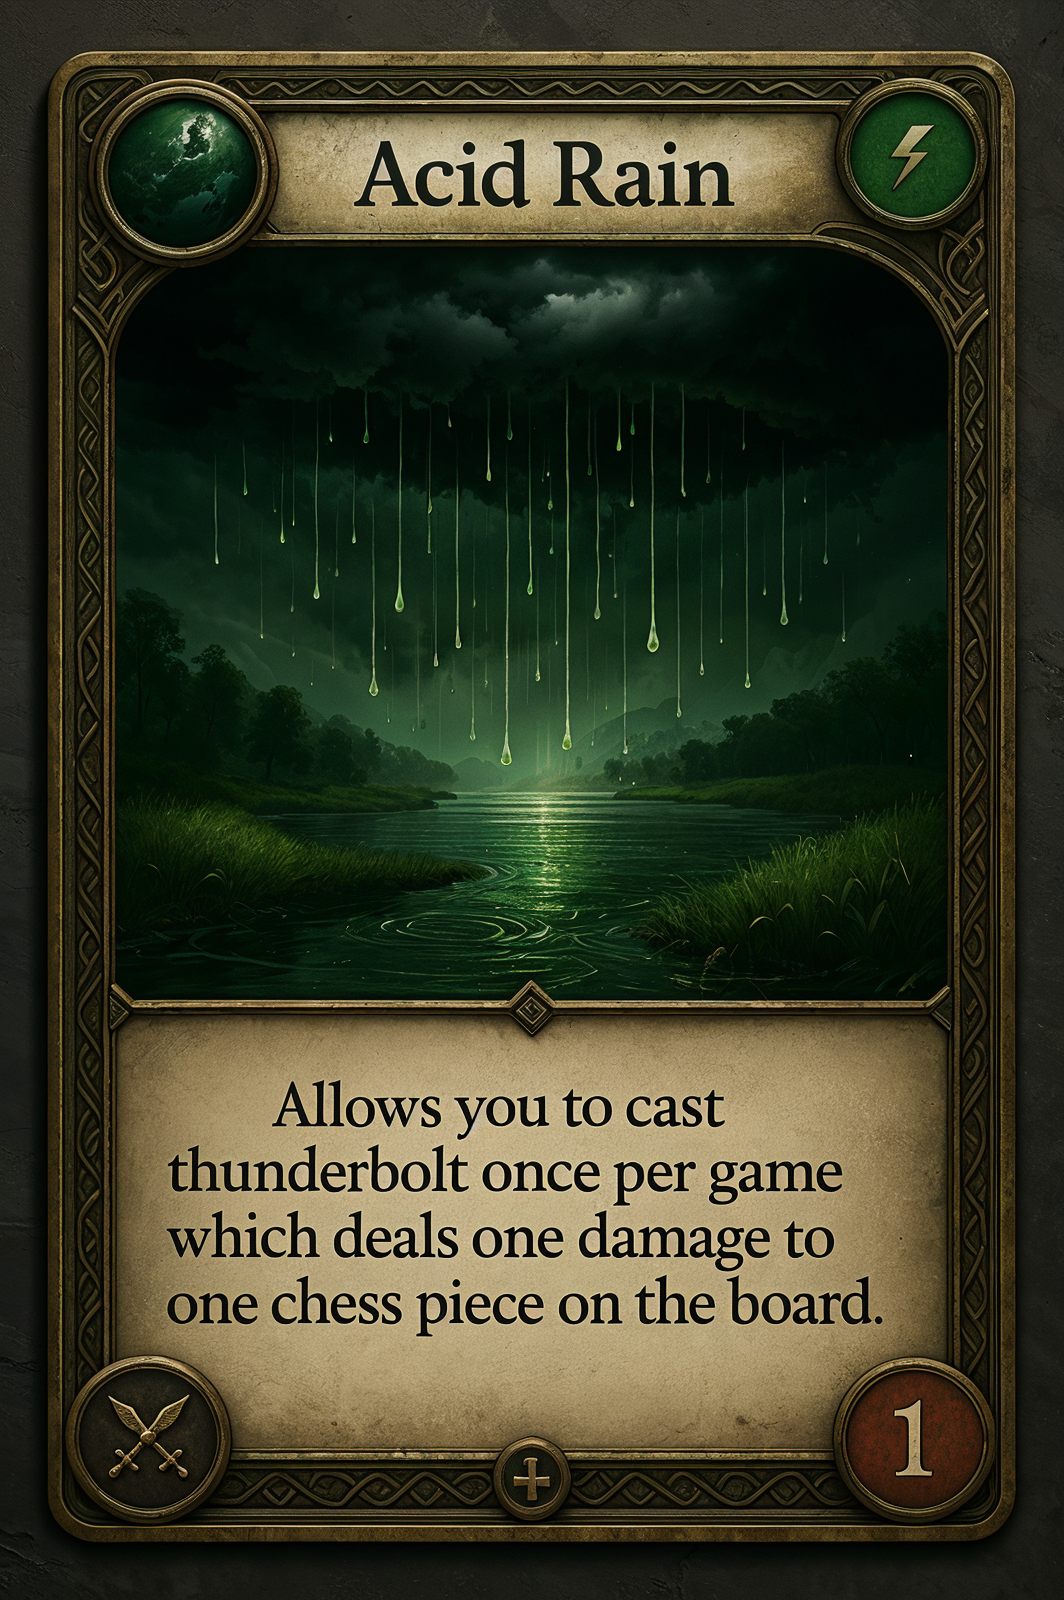 Acid Rain
Allows you to cast
thunderbolt once per game
which deals one damage to
one chess piece on the board.
1